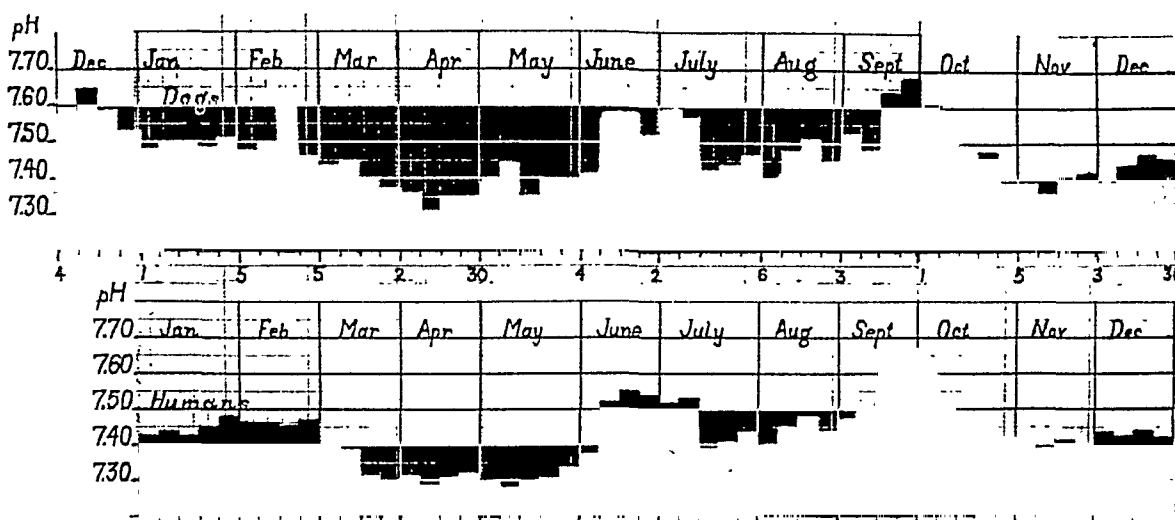 pH
7.70 Dec Jan Feb Mar Apr May June July Aug Sept Oct Nov Dec
7.60 Dogs
7.50
7.40
7.30
4 1 5 5 2 30 4 2 6 3 1 5 3 30
pH
7.70 Jan Feb Mar Apr May June July Aug Sept Oct Nov Dec
7.60
7.50 Humans
7.40
7.30